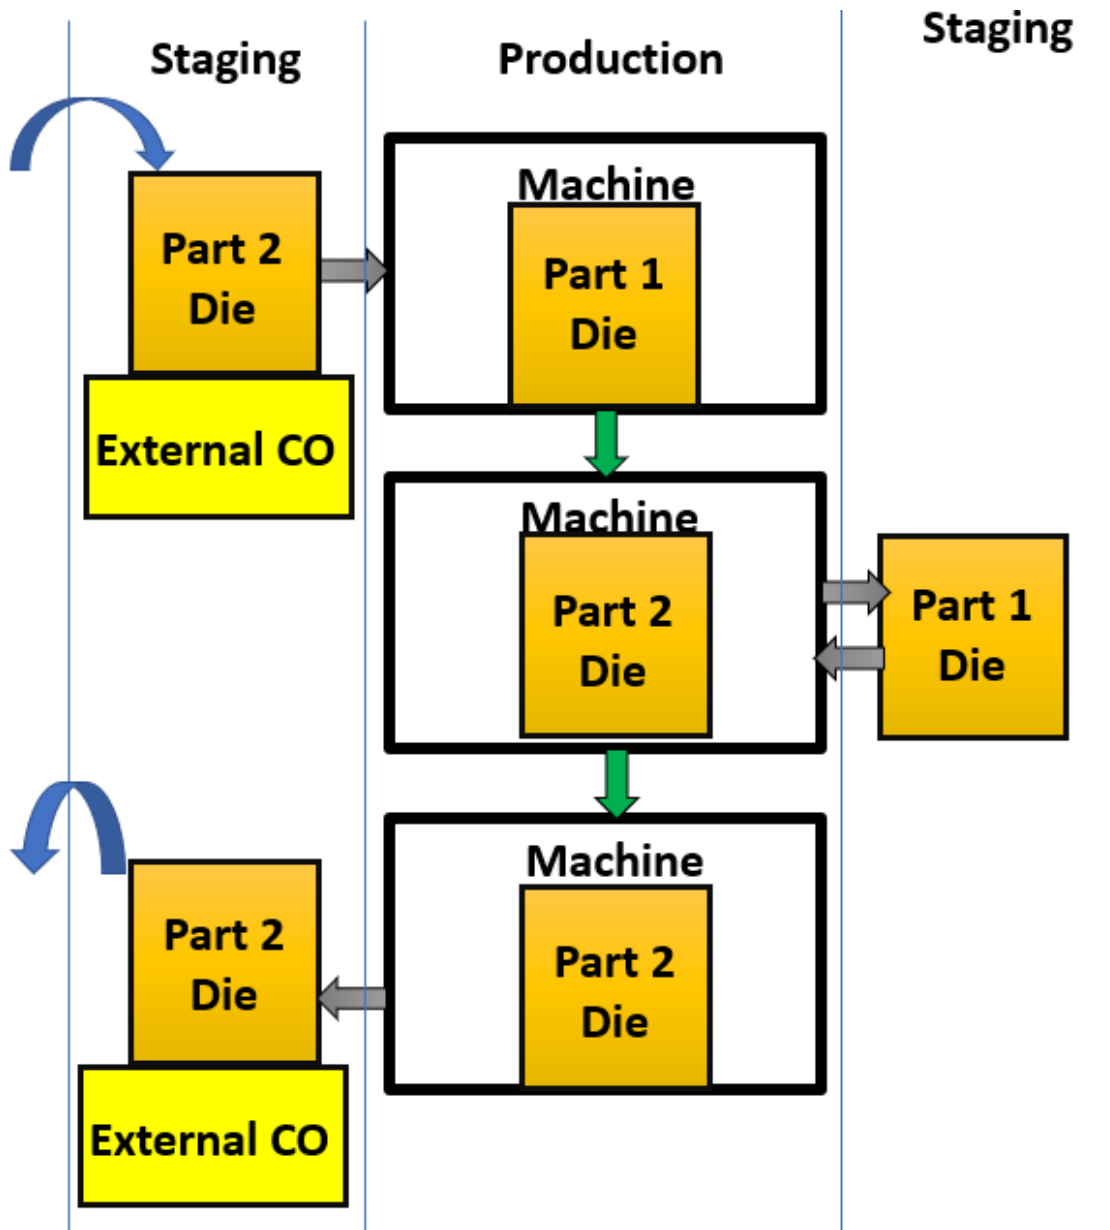 Staging
Production
Staging
Machine
Part 2
Die
Part 1
Die
External CO
Machine
Part 2
Die
Part 1
Die
Machine
Part 2
Die
Part 2
Die
External CO